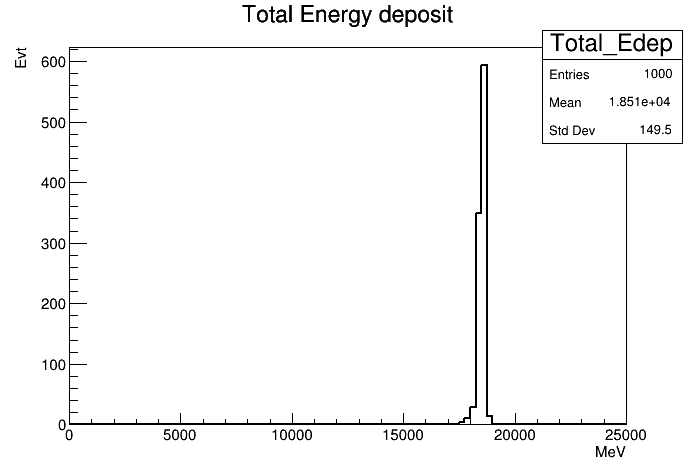 Total Energy deposit
Evt
Total_Edep
Entries 1000
Mean 1.851e+04
Std Dev 149.5
600
500
400
300
200
100
0
0 5000 10000 15000 20000 25000
MeV